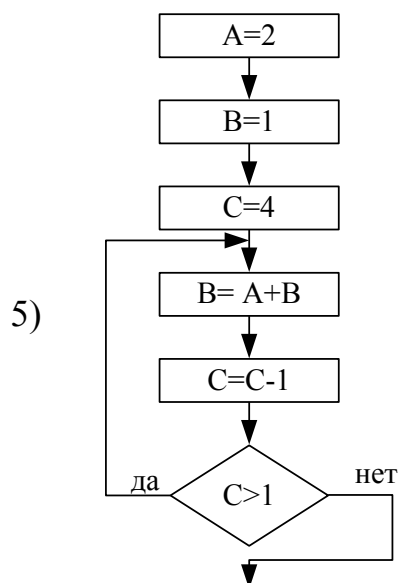 A=2
B=1
C=4
5)
B= A+B
C=C-1
да
C>1
нет